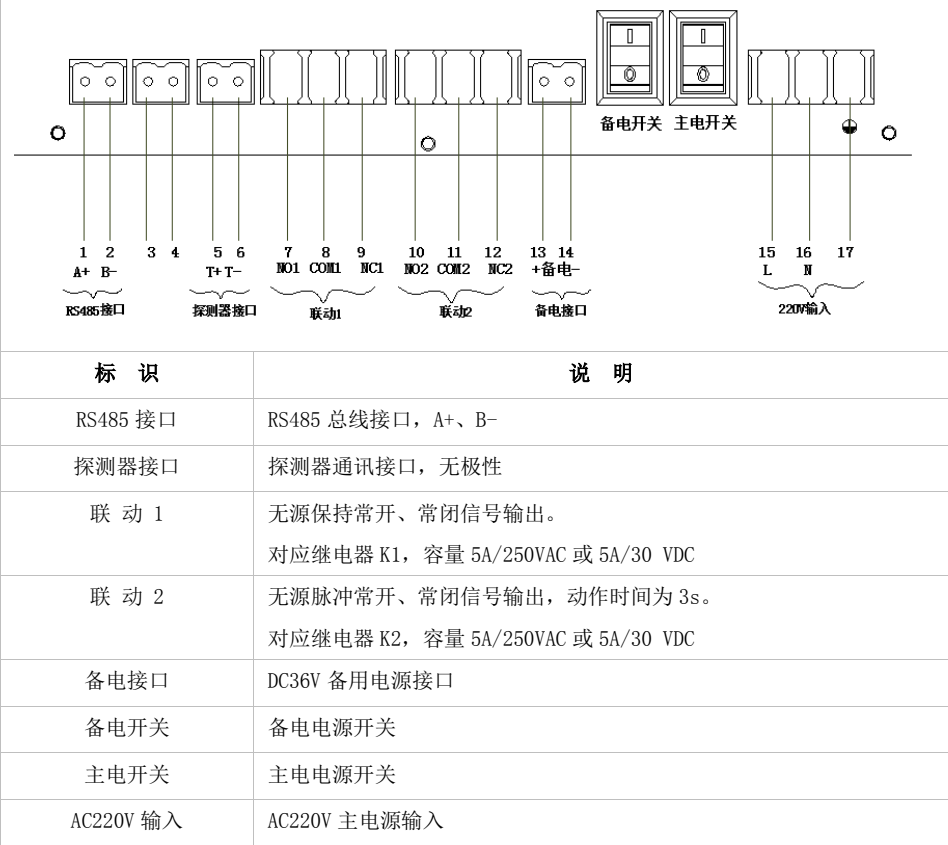 备电开关 主电开关
1 2 3 4 5 6 7 8 9 10 11 12 13 14 15 16 17
A+ B- T+ T- NO1 COM1 NC1 NO2 COM2 NC2 +备电- L N
RS485接口 探测器接口 联动1 联动2 备电接口 220V输入
标 识 说 明
RS485 接口 RS485 总线接口，A+、B-
探测器接口 探测器通讯接口，无极性
联 动 1 无源保持常开、常闭信号输出。
对应继电器 K1，容量 5A/250VAC 或 5A/30 VDC
联 动 2 无源脉冲常开、常闭信号输出，动作时间为 3s。
对应继电器 K2，容量 5A/250VAC 或 5A/30 VDC
备电接口 DC36V 备用电源接口
备电开关 备电电源开关
主电开关 主电电源开关
AC220V 输入 AC220V 主电源输入